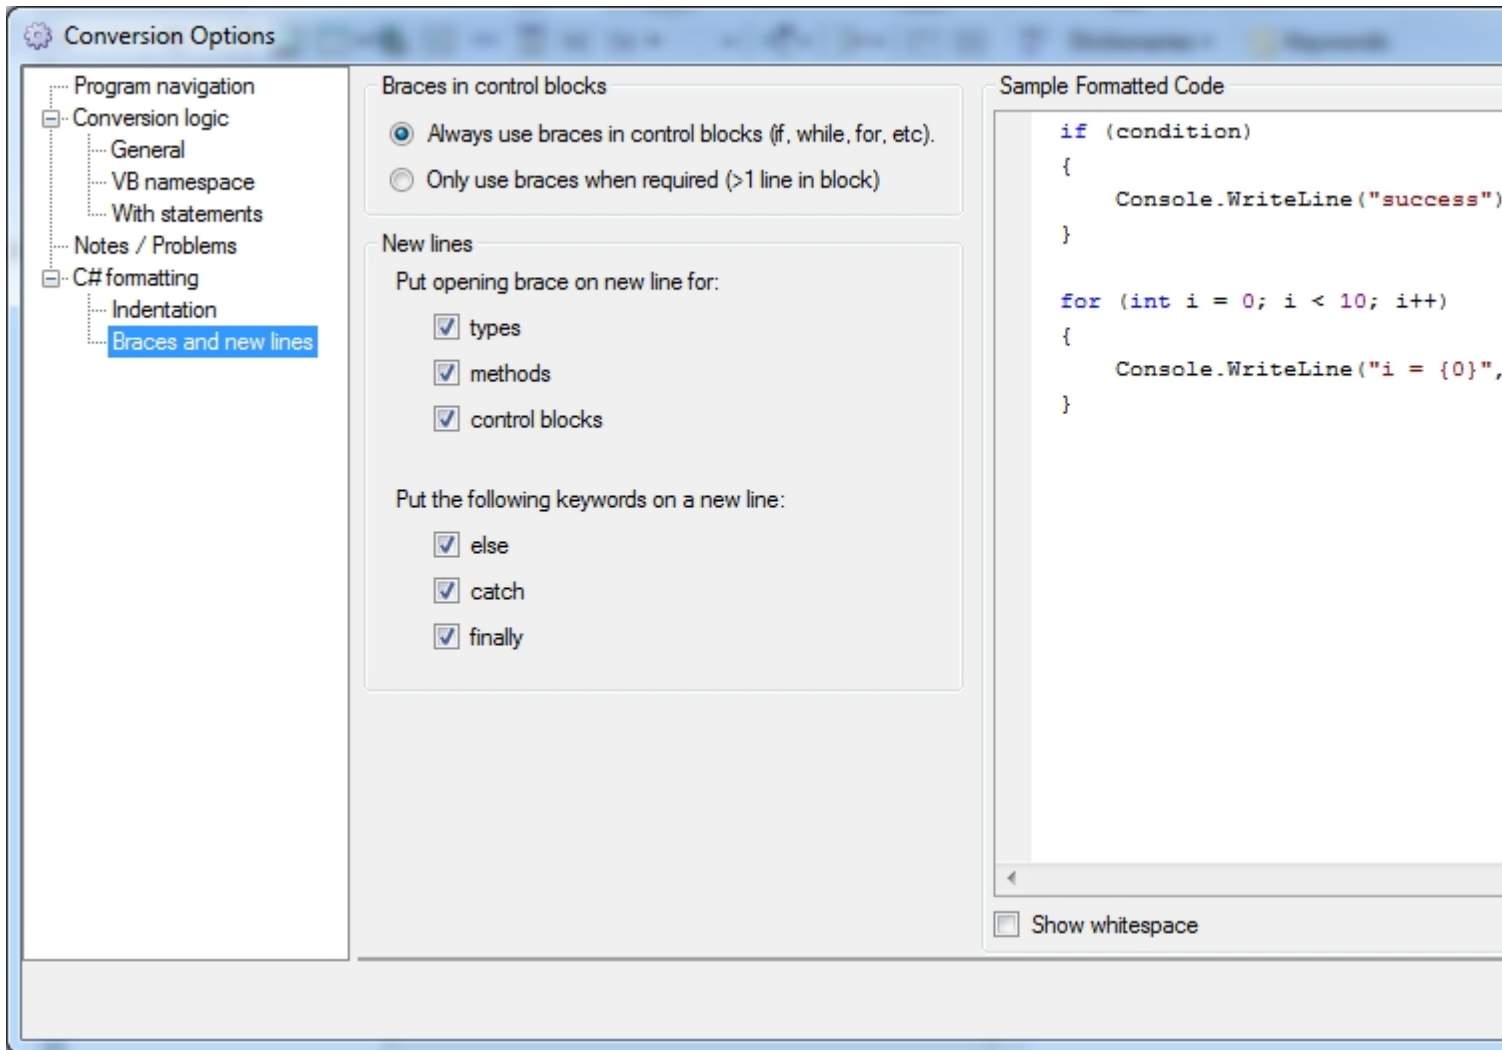 Conversion Options
Program navigation
Conversion logic
General
VB namespace
With statements
Notes / Problems
C# formatting
Indentation
Braces and new lines
Braces in control blocks
Always use braces in control blocks (if, while, for, etc).
Only use braces when required (>1 line in block)
New lines
Put opening brace on new line for:
types
methods
control blocks
Put the following keywords on a new line:
else
catch
finally
Sample Formatted Code
if (condition)
{
Console.WriteLine("success")
}
for (int i = 0; i < 10; i++)
{
Console.WriteLine("i = {0}",
}
Show whitespace